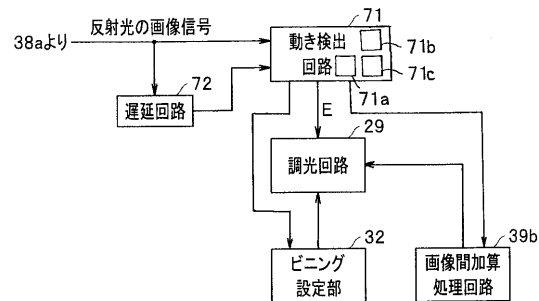 反射光の画像信号
38aより
71
動き検出
回路
71b
71c
71a
72
遅延回路
E
29
調光回路
32
ビニング
設定部
39b
画像間加算
処理回路